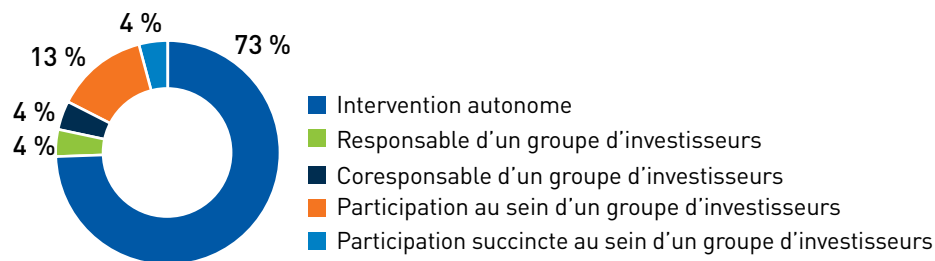 4 %
73 %
13 %
4 %
4 %
Intervention autonome
Responsable d’un groupe d’investisseurs
Coresponsable d’un groupe d’investisseurs
Participation au sein d’un groupe d’investisseurs
Participation succincte au sein d’un groupe d’investisseurs